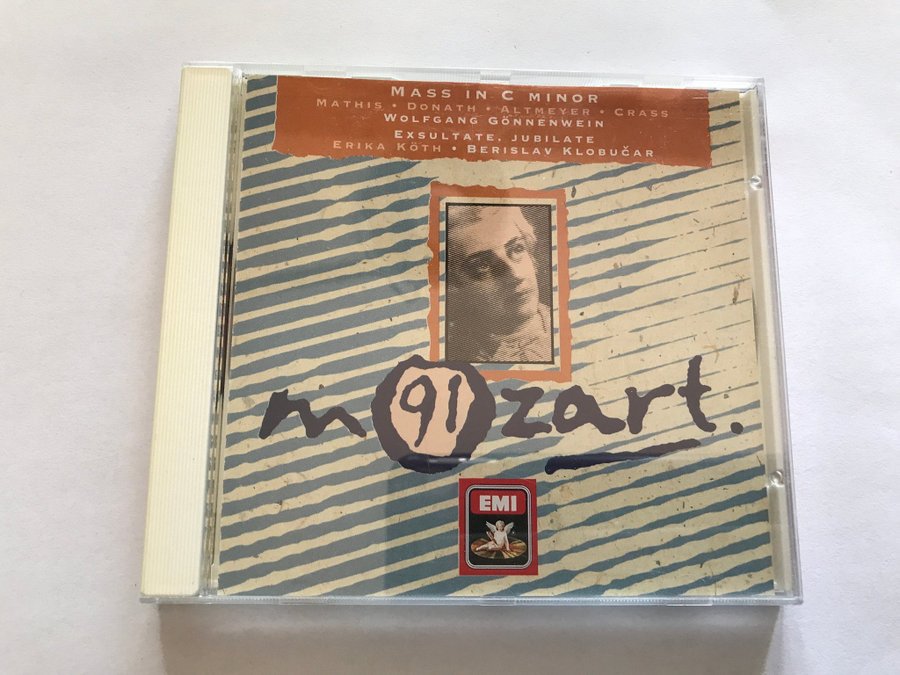 MASS IN C MINOR
MATHIS • DONATH • ALTMEYER • CRASS
WOLFGANG GÖNNENWEIN
EXSULTATE, JUBILATE
ERIKA KÖTH • BERISLAV KLOBUČAR
m91zart.
EMI